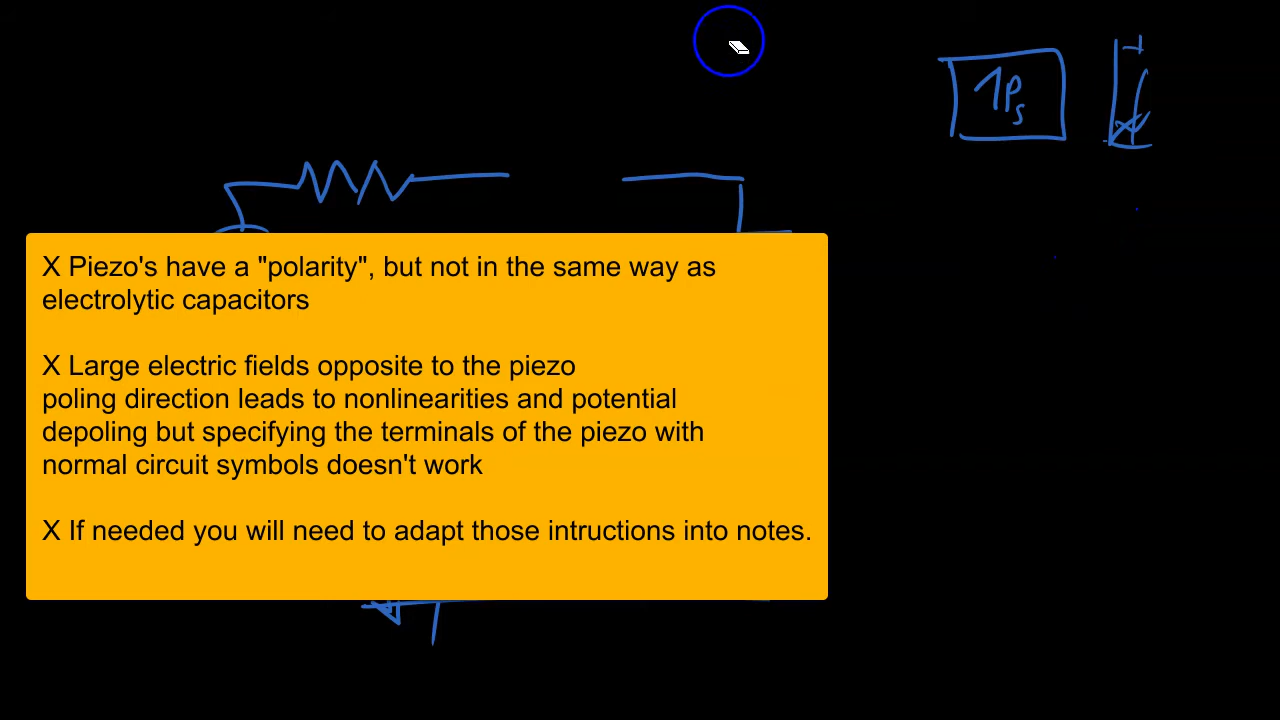 ↑Ps
+
X Piezo's have a "polarity", but not in the same way as
electrolytic capacitors
X Large electric fields opposite to the piezo
poling direction leads to nonlinearities and potential
depoling but specifying the terminals of the piezo with
normal circuit symbols doesn't work
X If needed you will need to adapt those intructions into notes.